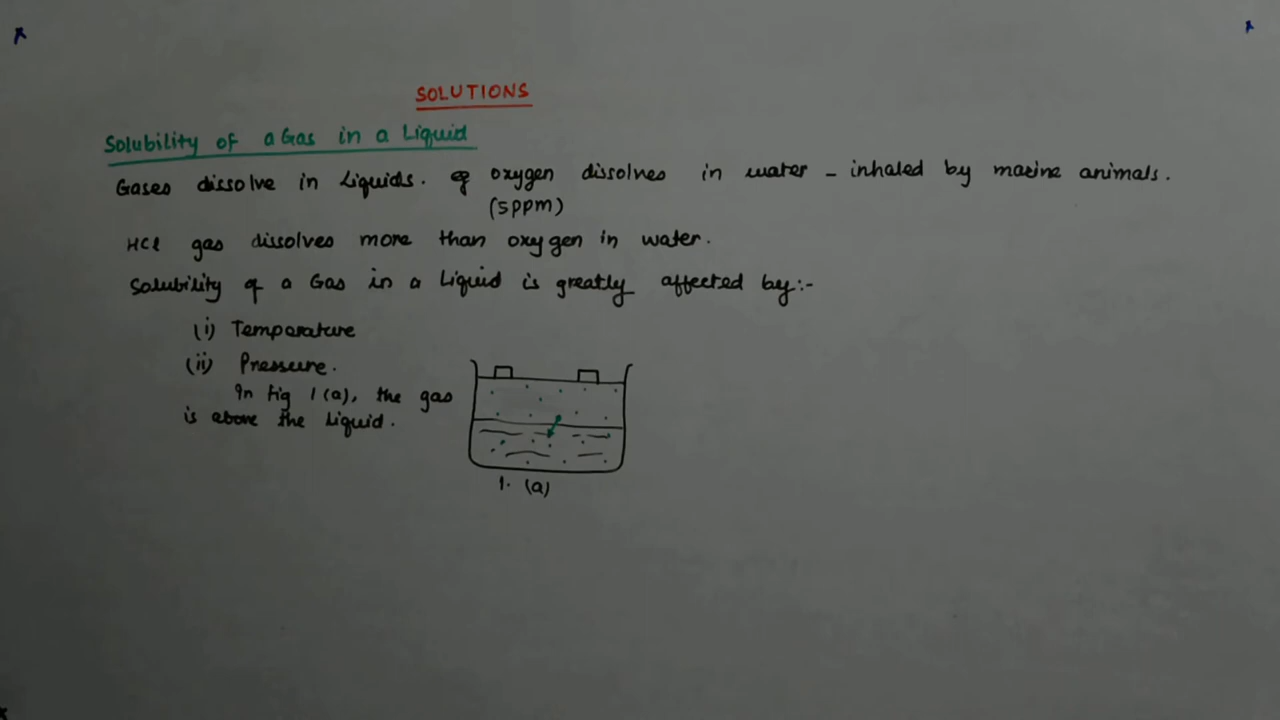 SOLUTIONS
Solubility of a Gas in a Liquid
Gases dissolve in Liquids. eg oxygen dissolves in water - inhaled by marine animals.
(5ppm)
HCl gas dissolves more than oxygen in water.
Solubility of a Gas in a Liquid is greatly affected by:-
(i) Temperature
(ii) Pressure.
In Fig 1(a), the gas
is above the Liquid.
1. (a)